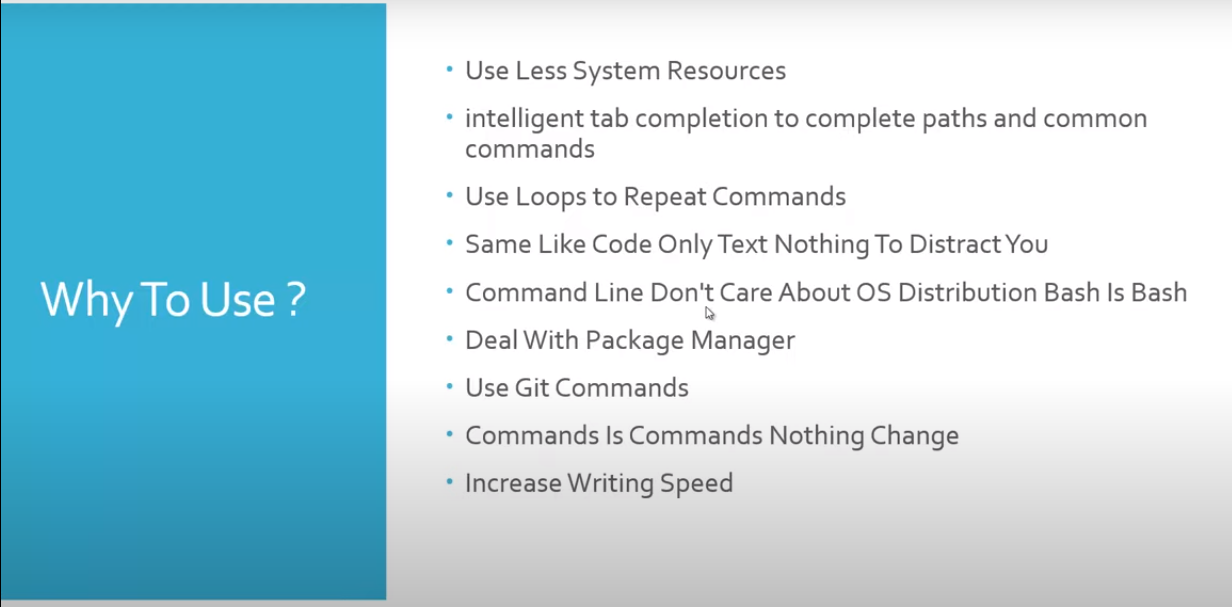 Why To Use ?
• Use Less System Resources
• intelligent tab completion to complete paths and common
commands
• Use Loops to Repeat Commands
• Same Like Code Only Text Nothing To Distract You
• Command Line Don't Care About OS Distribution Bash Is Bash
• Deal With Package Manager
• Use Git Commands
• Commands Is Commands Nothing Change
• Increase Writing Speed